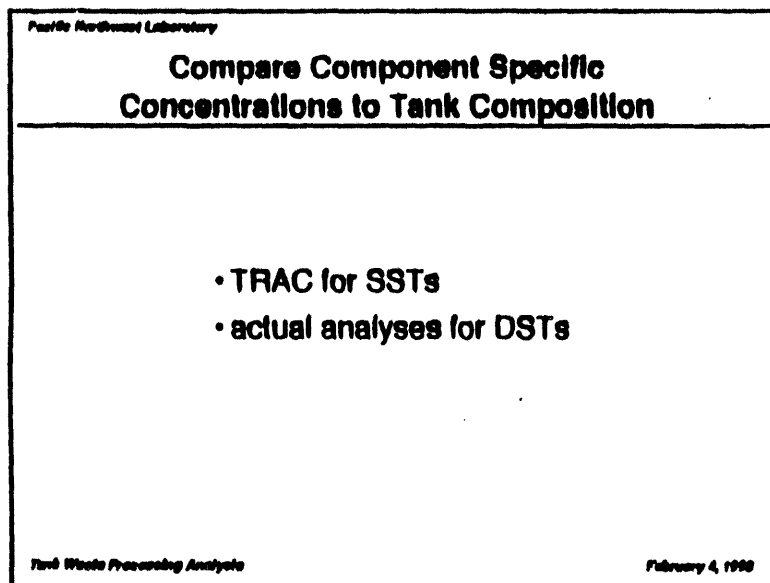 Pacific Northwest Laboratory
Compare Component Specific
Concentrations to Tank Composition
• TRAC for SSTs
• actual analyses for DSTs
Tank Waste Processing Analysis
February 4,